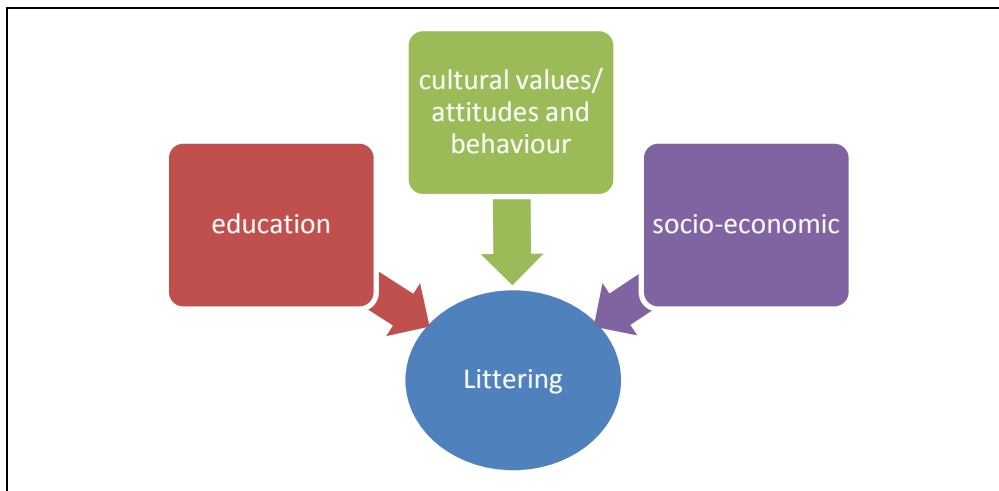 cultural values/
attitudes and
behaviour
education
socio-economic
Littering